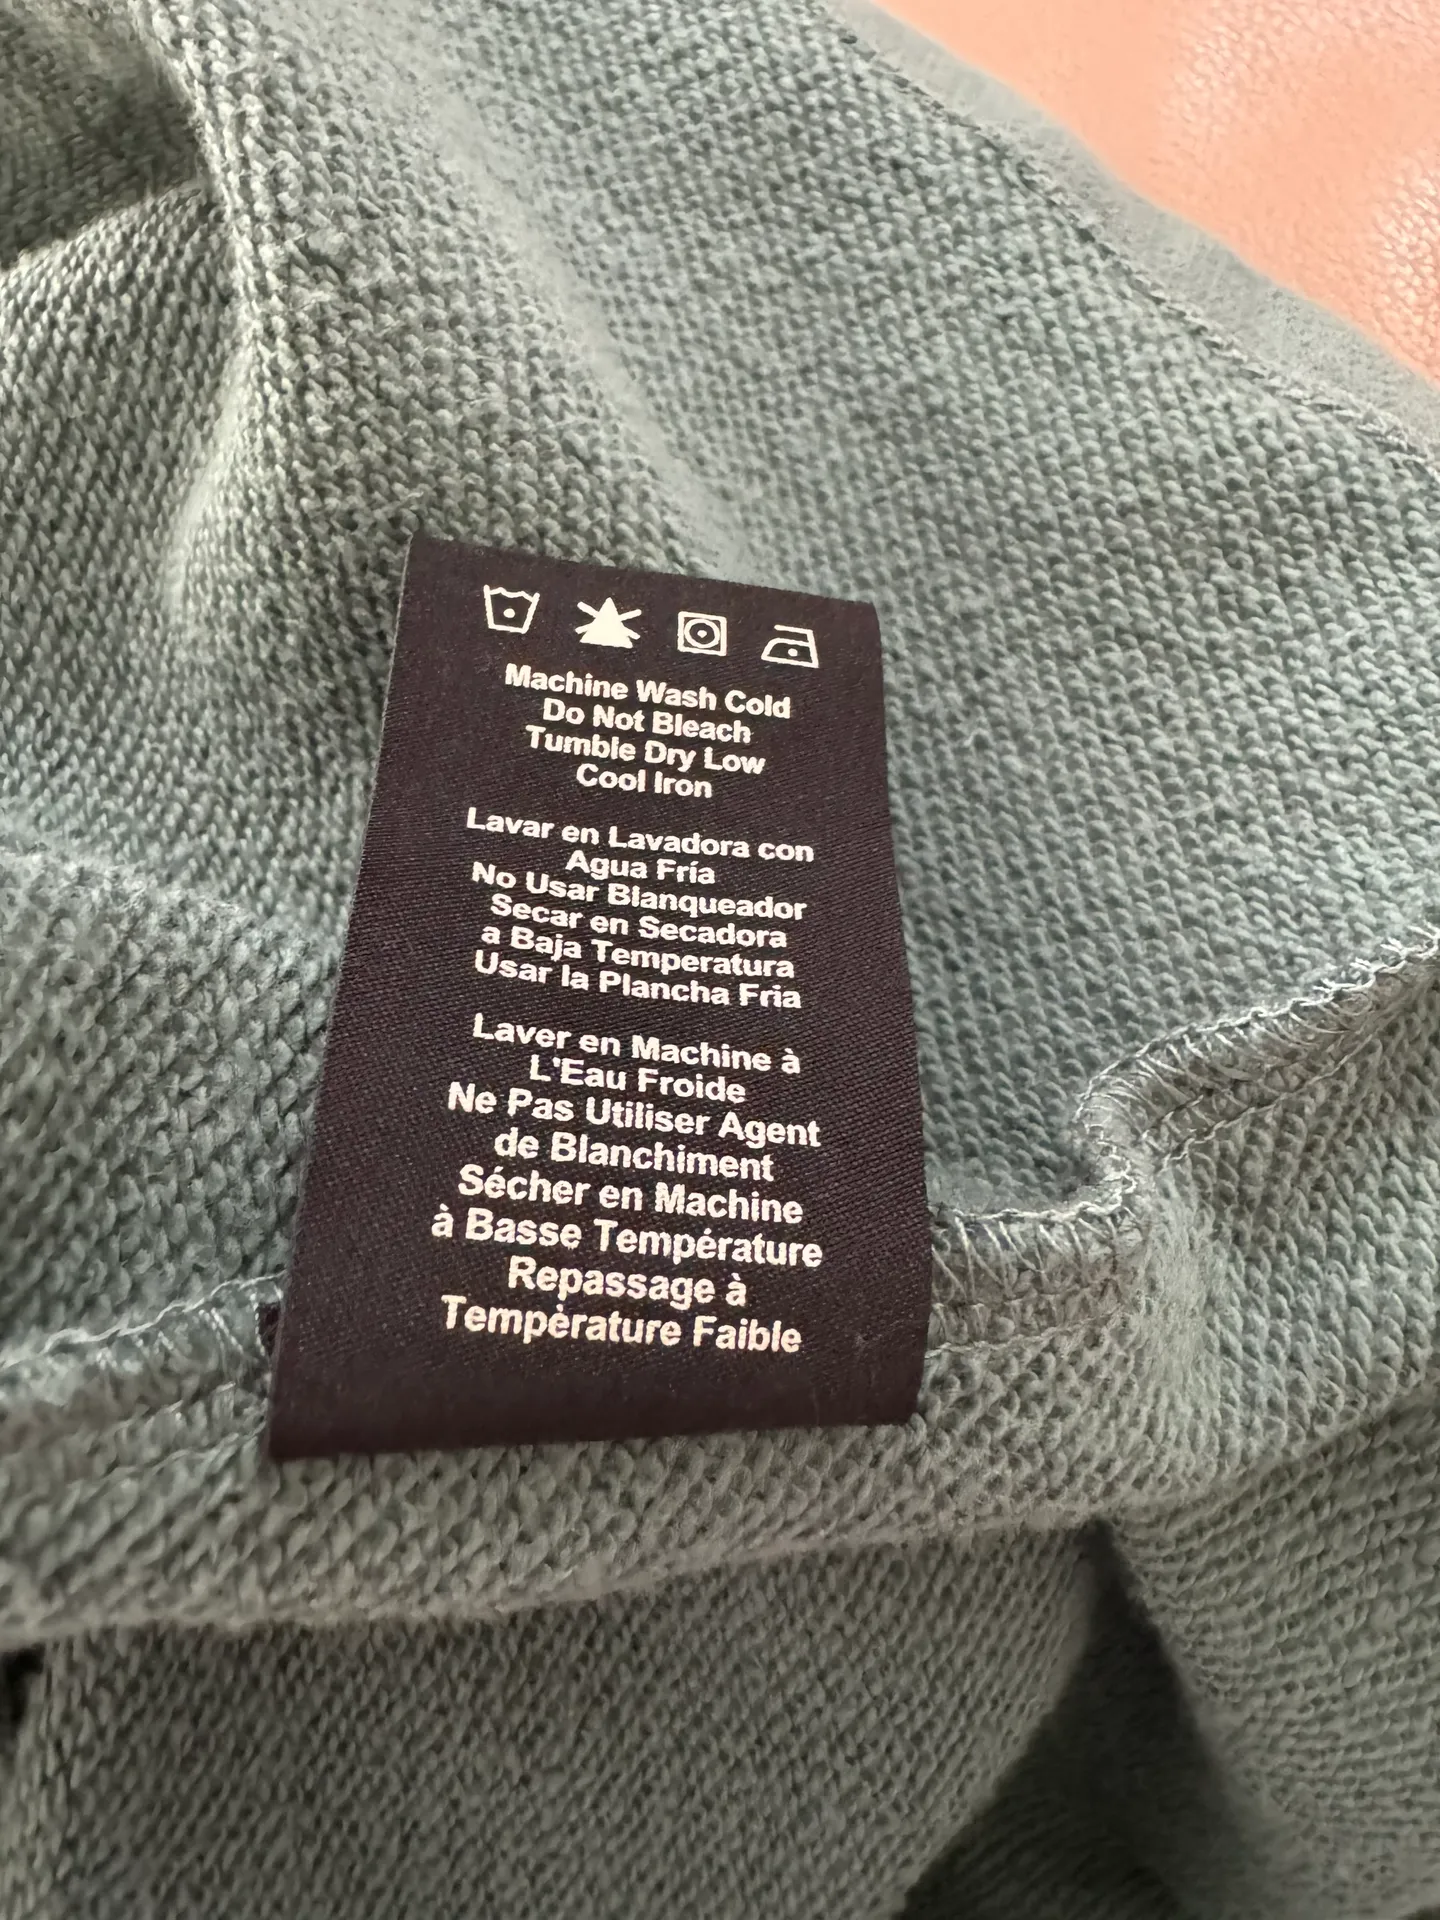 Machine Wash Cold
Do Not Bleach
Tumble Dry Low
Cool Iron
Lavar en Lavadora con
Agua Fría
No Usar Blanqueador
Secar en Secadora
a Baja Temperatura
Usar la Plancha Fria
Laver en Machine à
L'Eau Froide
Ne Pas Utiliser Agent
de Blanchiment
Sécher en Machine
à Basse Température
Repassage à
Température Faible